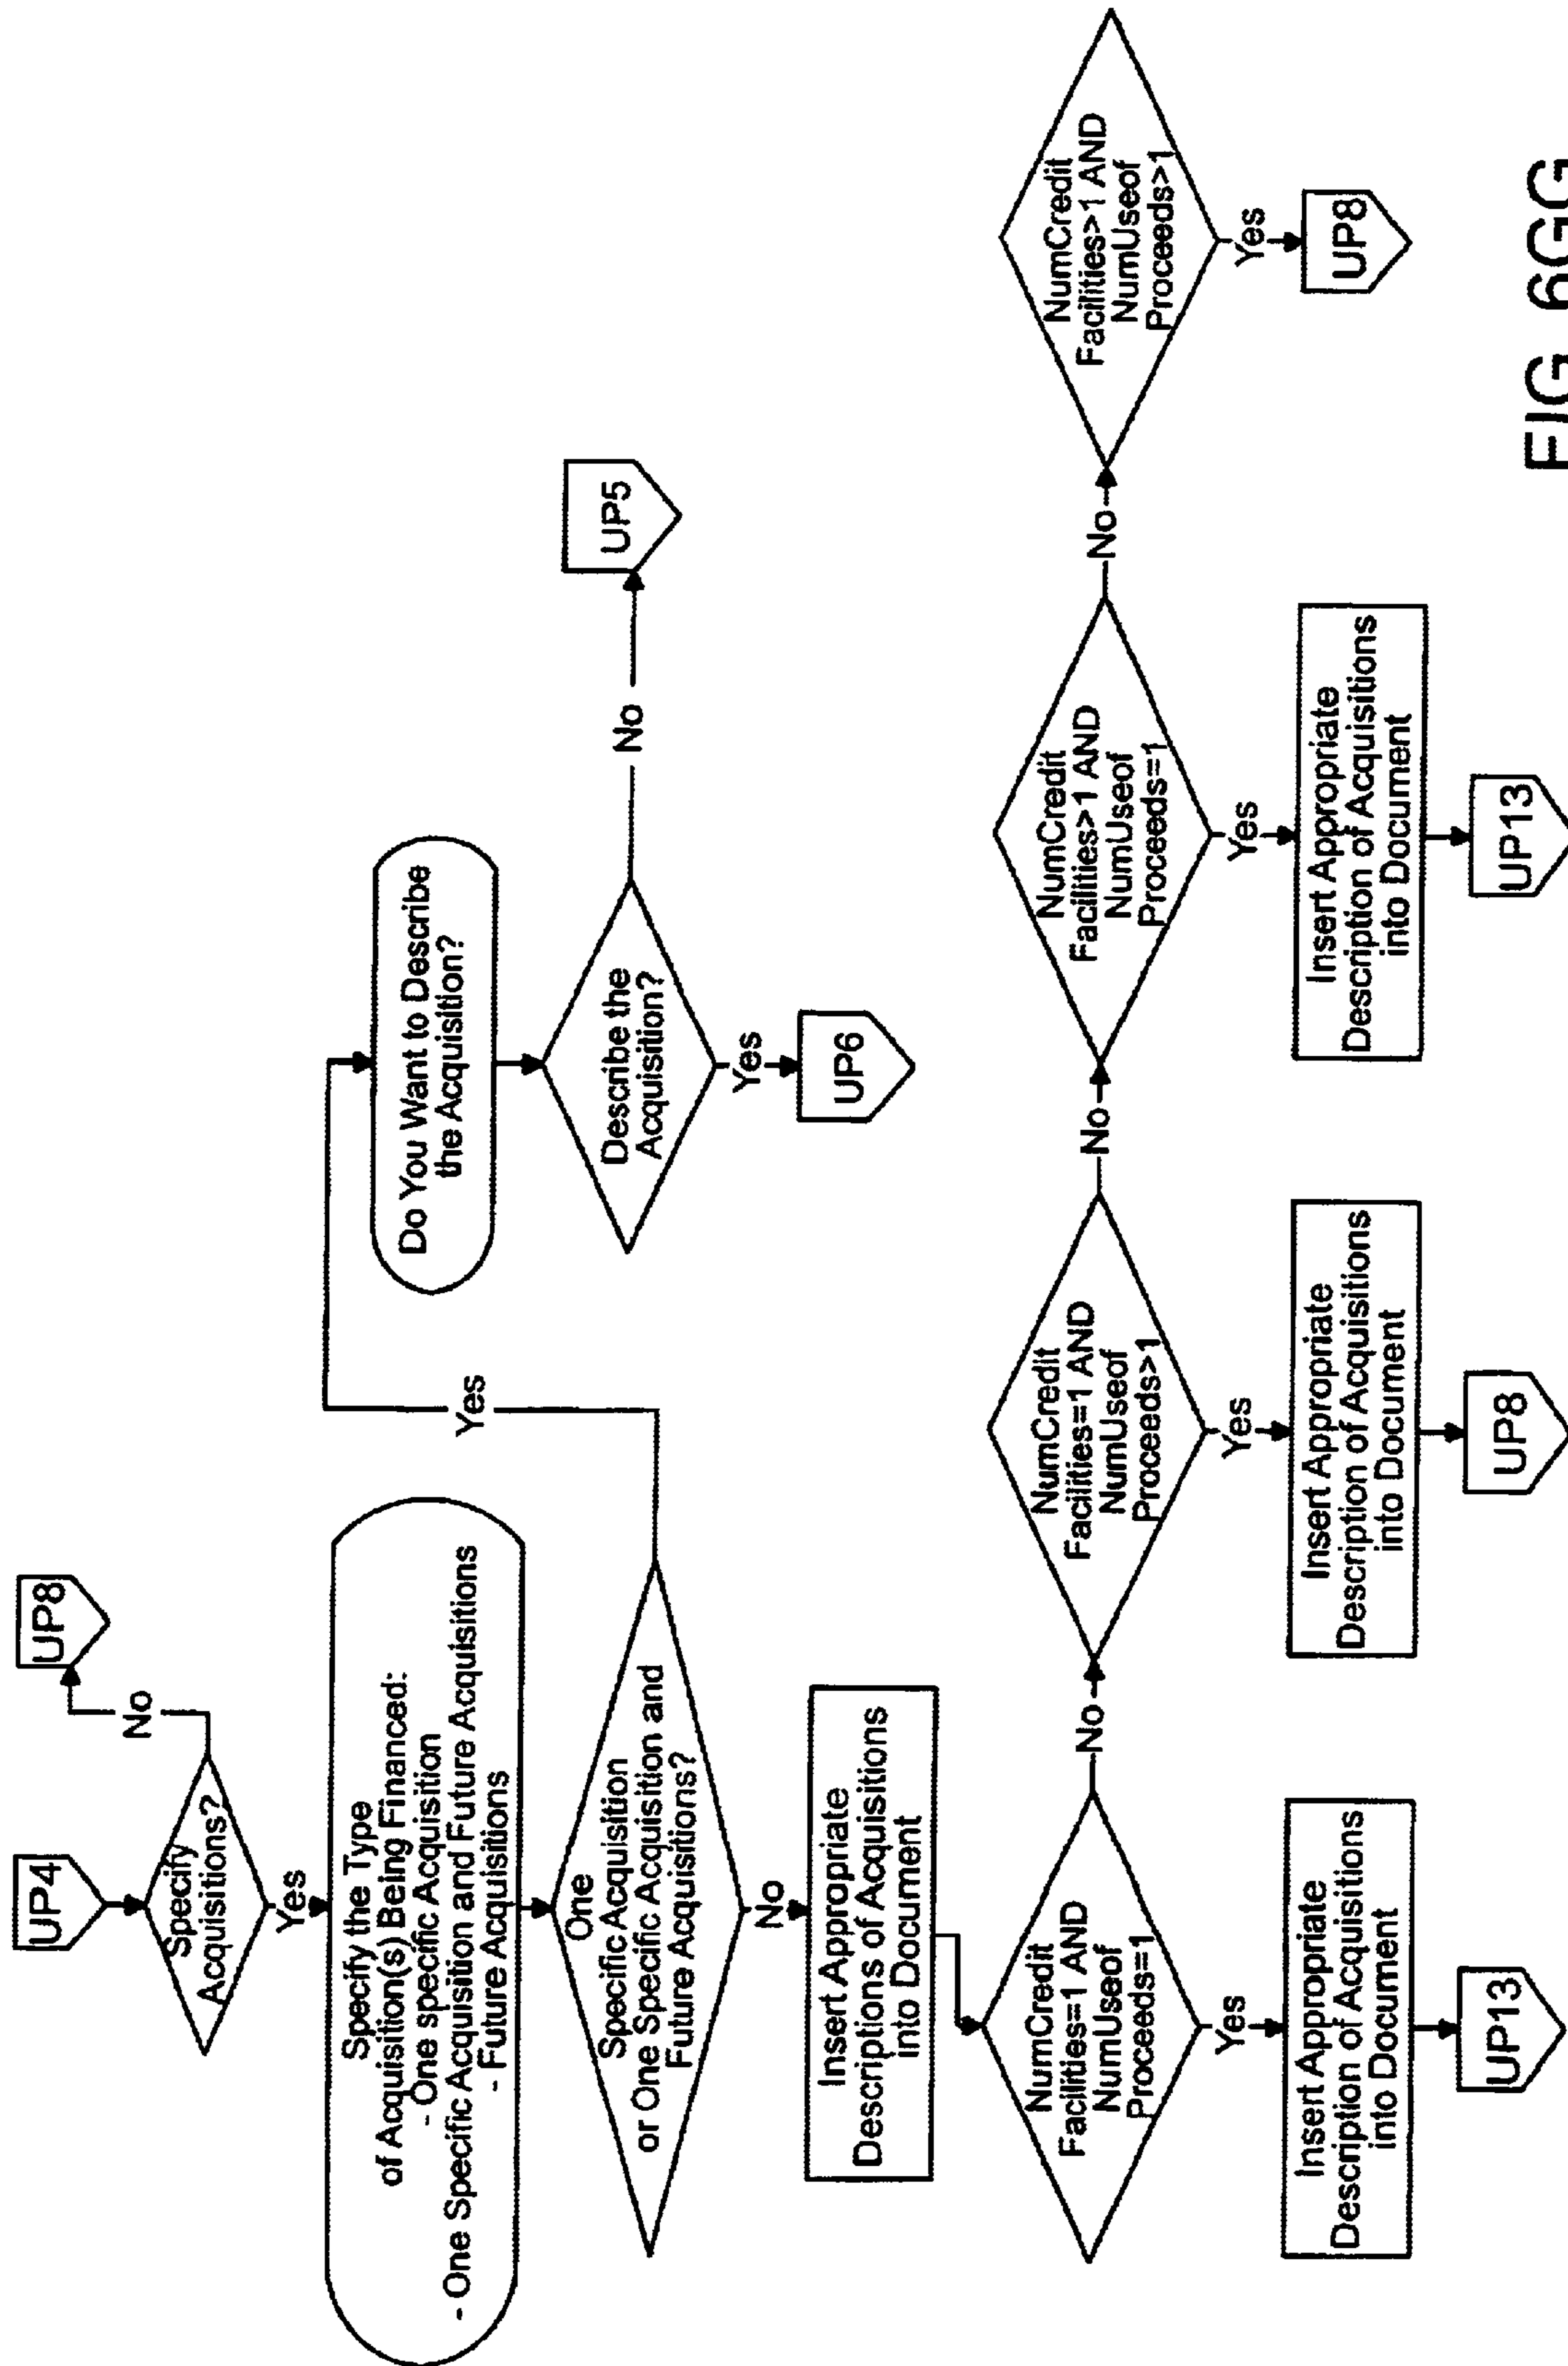 UP4
Specify
Acquisitions?
No
UP8
Yes
Specify the Type
of Acquisition(s) Being Financed:
- One specific Acquisition
- One Specific Acquisition and Future Acquisitions
- Future Acquisitions
One
Specific Acquisition
or One Specific Acquisition and
Future Acquisitions?
Yes
Do You Want to Describe
the Acquisition?
Describe the
Acquisition?
No
UP5
Yes
UP6
No
Insert Appropriate
Descriptions of Acquisitions
into Document
NumCredit
Facilities=1 AND
NumUseof
Proceeds=1
No
NumCredit
Facilities=1 AND
NumUseof
Proceeds>1
No
NumCredit
Facilities>1 AND
NumUseof
Proceeds=1
No
NumCredit
Facilities>1 AND
NumUseof
Proceeds>1
Yes
Insert Appropriate
Description of Acquisitions
into Document
UP13
Yes
Insert Appropriate
Description of Acquisitions
into Document
UP8
Yes
Insert Appropriate
Description of Acquisitions
into Document
UP13
Yes
UP8
FIG 6GG